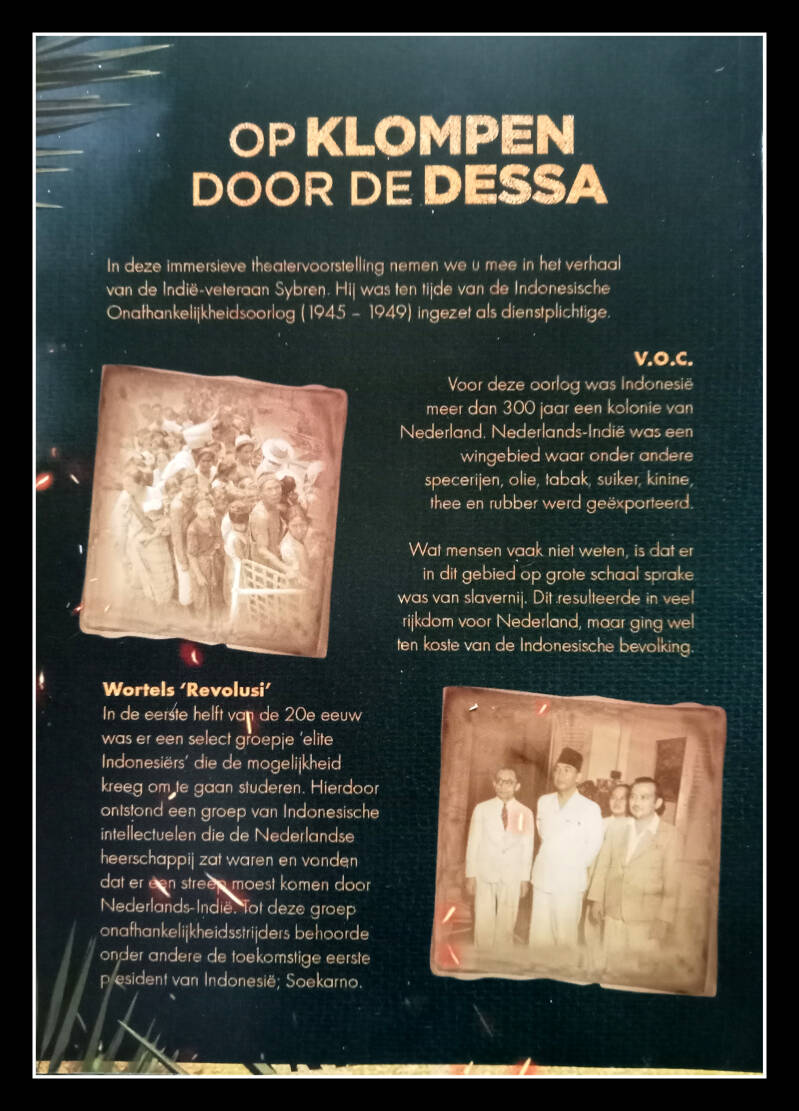 OP KLOMPEN
DOOR DE DESSA
In deze immersieve theatervoorstelling nemen we u mee in het verhaal
van de Indië-veteraan Sybren. Hij was ten tijde van de Indonesische
Onafhankelijkheidsoorlog (1945 – 1949) ingezet als dienstplichtige.
V.O.C.
Voor deze oorlog was Indonesië
meer dan 300 jaar een kolonie van
Nederland. Nederlands-Indië was een
wingebied waar onder andere
specerijen, olie, tabak, suiker, kinine,
thee en rubber werd geëxporteerd.
Wat mensen vaak niet weten, is dat er
in dit gebied op grote schaal sprake
was van slavernij. Dit resulteerde in veel
rijkdom voor Nederland, maar ging wel
ten koste van de Indonesische bevolking.
Wortels ‘Revolusi’
In de eerste helft van de 20e eeuw
was er een select groepje ‘elite
Indonesiërs’ die de mogelijkheid
kreeg om te gaan studeren. Hierdoor
ontstond een groep van Indonesische
intellectuelen die de Nederlandse
heerschappij zat waren en vonden
dat er een streep moest komen door
Nederlands-Indië. Tot deze groep
onafhankelijkheidsstrijders behoorde
onder andere de toekomstige eerste
president van Indonesië; Soekarno.